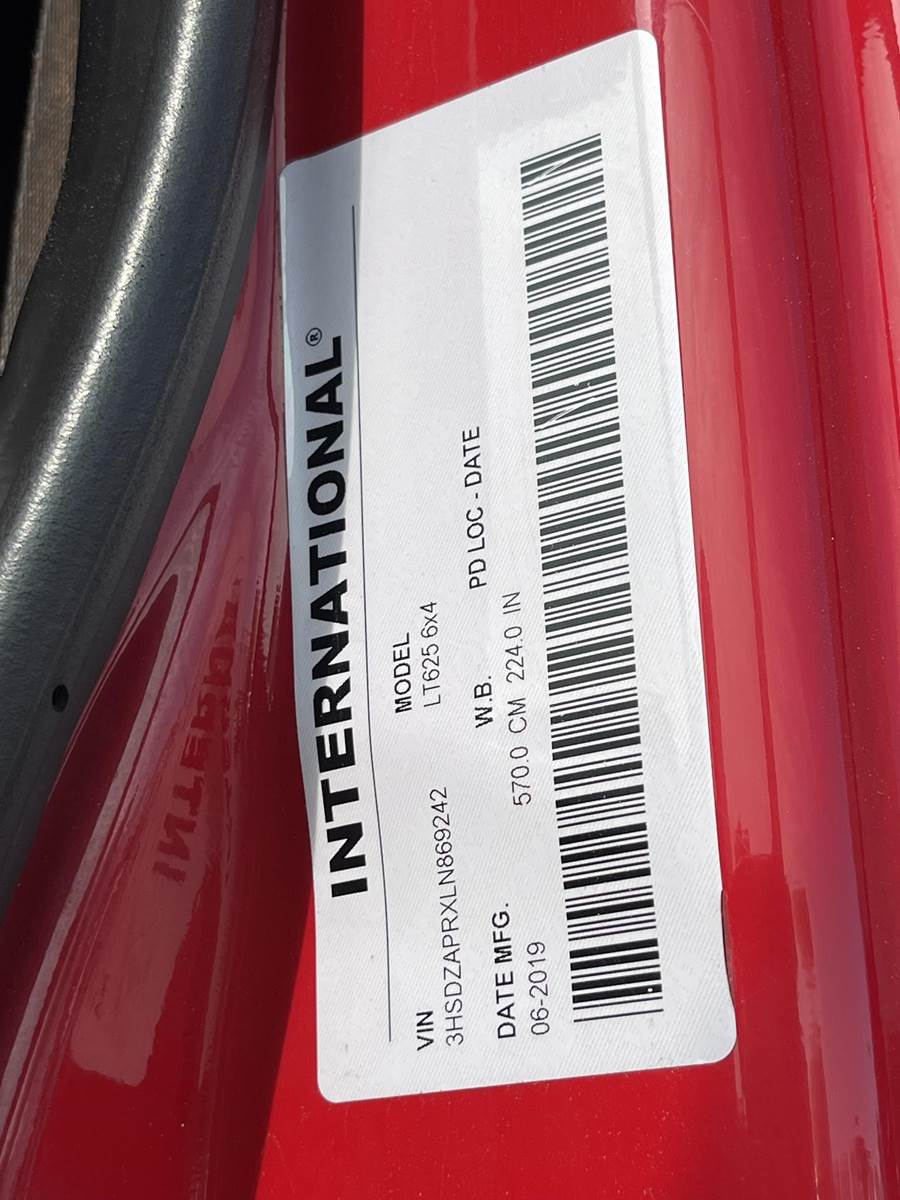 INTERNATIONAL®
VIN MODEL
3HSDZAPRXLN869242 LT625 6x4
DATE MFG. W.B. PD LOC - DATE
06-2019 570.0 CM 224.0 IN